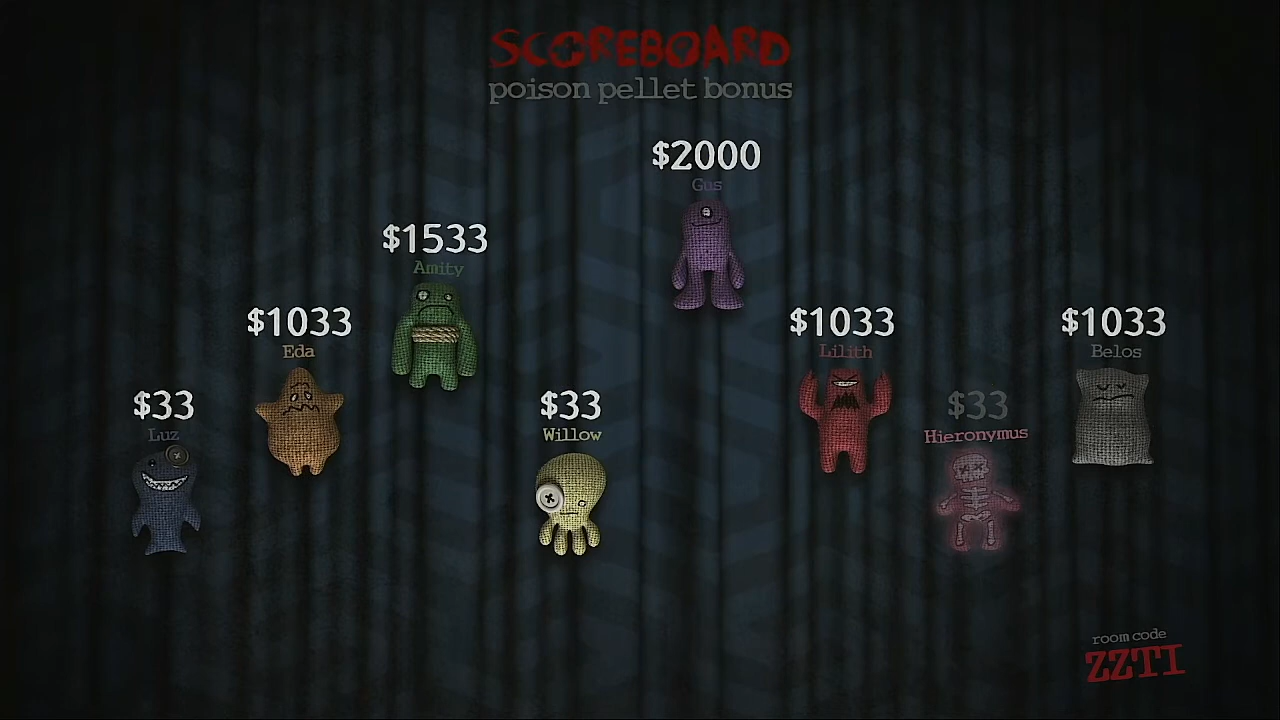 SCOREBOARD
poison pellet bonus
$2000
Gus
$1533
Amity
$1033
Eda
$1033
Lilith
$1033
Belos
$33
Luz
$33
Willow
$33
Hieronymus
room code
ZZTI